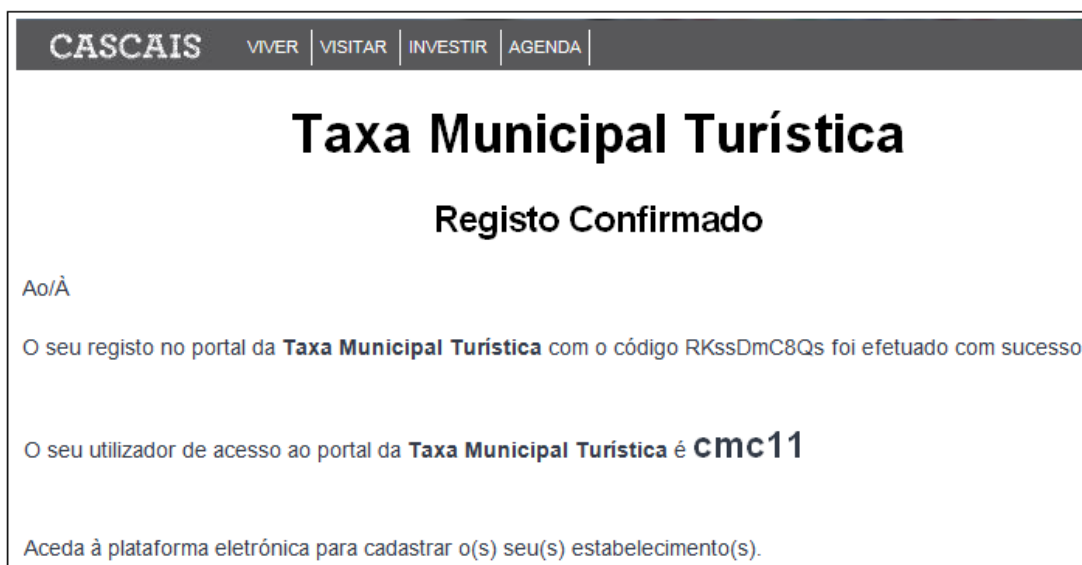 CASCAIS VIVER VISITAR INVESTIR AGENDA
Taxa Municipal Turística
Registo Confirmado
Ao/À
O seu registo no portal da Taxa Municipal Turística com o código RKssDmC8Qs foi efetuado com sucesso
O seu utilizador de acesso ao portal da Taxa Municipal Turística é cmc11
Aceda à plataforma eletrónica para cadastrar o(s) seu(s) estabelecimento(s).